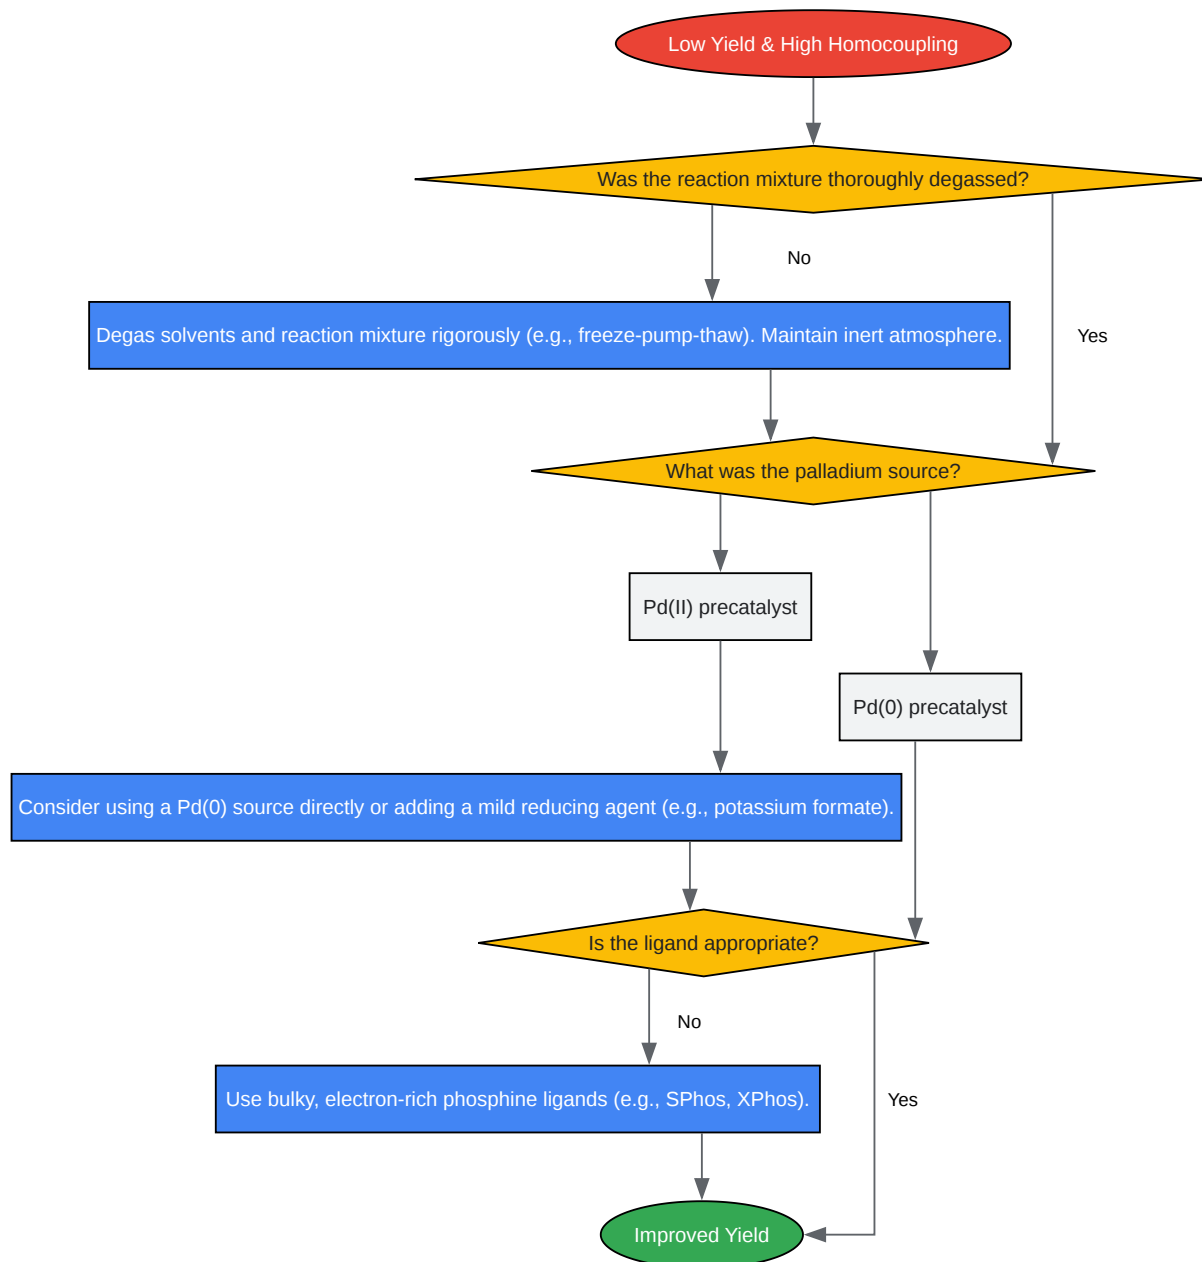 Low Yield & High Homocoupling
Was the reaction mixture thoroughly degassed?
No
Degas solvents and reaction mixture rigorously (e.g., freeze-pump-thaw). Maintain inert atmosphere.
Yes
What was the palladium source?
Pd(II) precatalyst
Pd(0) precatalyst
Consider using a Pd(0) source directly or adding a mild reducing agent (e.g., potassium formate).
Is the ligand appropriate?
No
Use bulky, electron-rich phosphine ligands (e.g., SPhos, XPhos).
Yes
Improved Yield